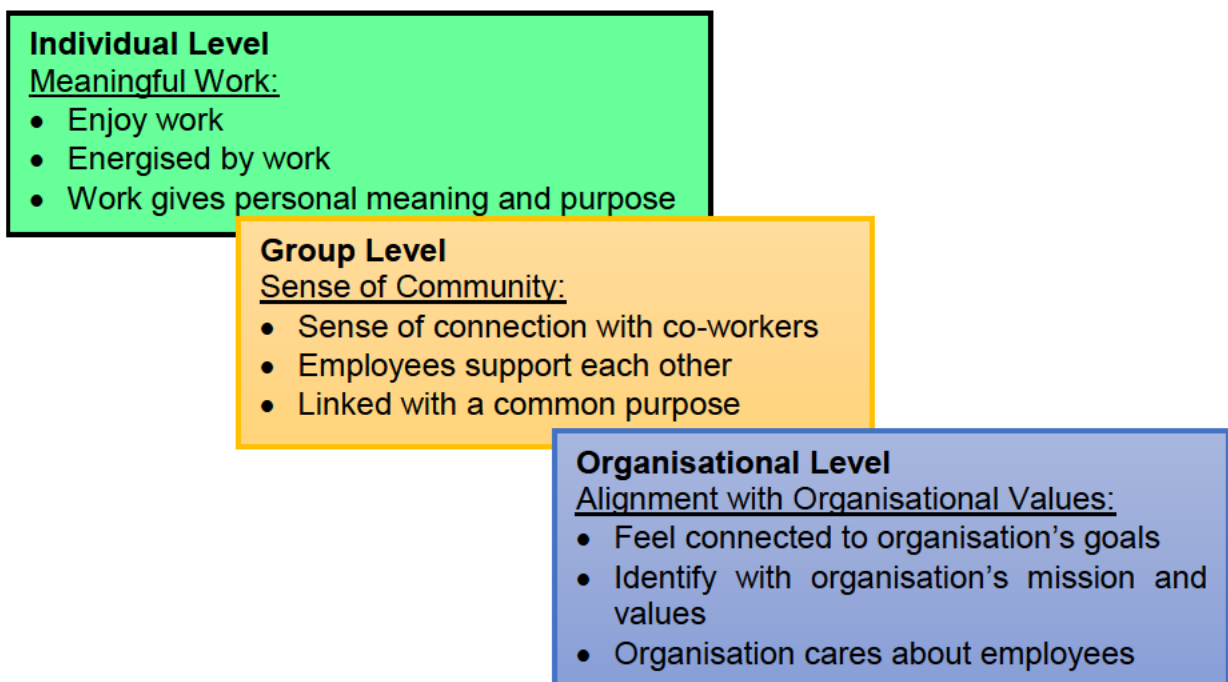 Individual Level
Meaningful Work:
• Enjoy work
• Energised by work
• Work gives personal meaning and purpose
Group Level
Sense of Community:
• Sense of connection with co-workers
• Employees support each other
• Linked with a common purpose
Organisational Level
Alignment with Organisational Values:
• Feel connected to organisation’s goals
• Identify with organisation’s mission and
values
• Organisation cares about employees